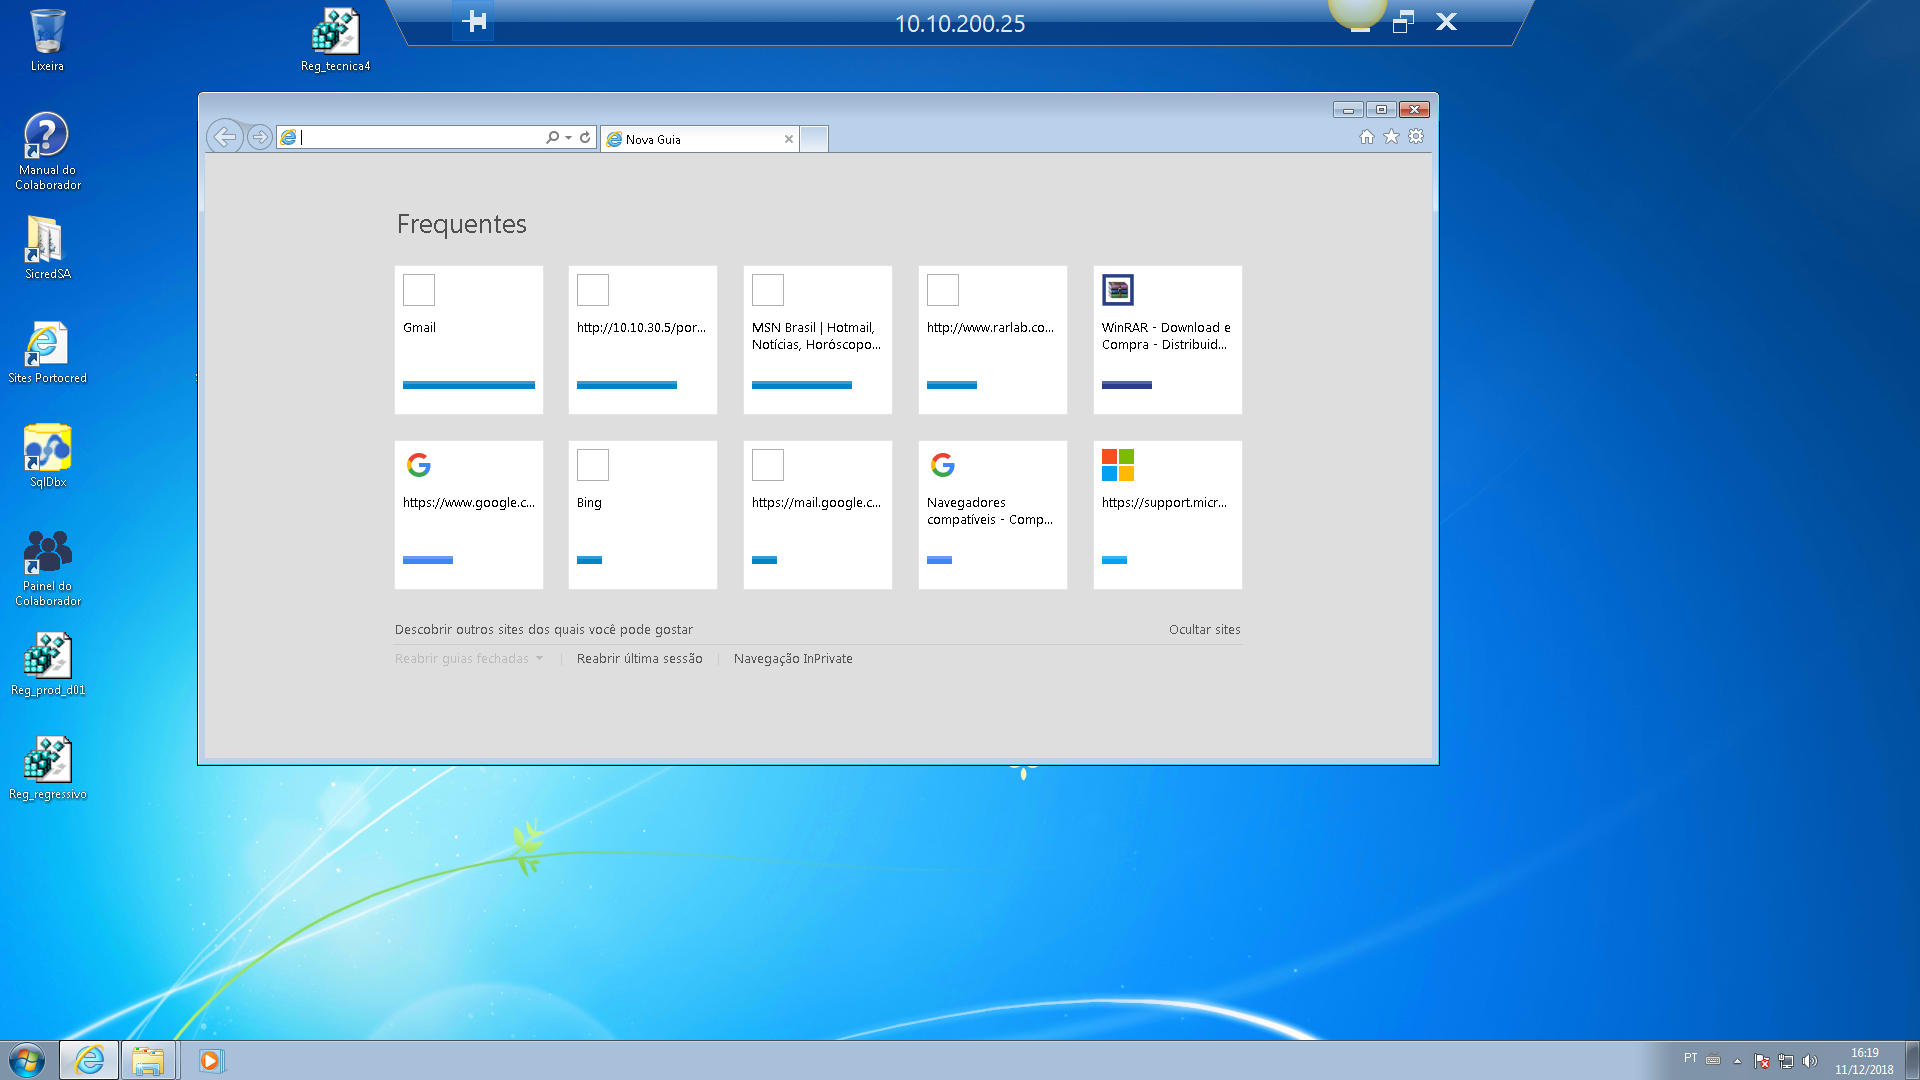 10.10.200.25
Lixeira
Reg_tecnica4
Manual do
Colaborador
SicredSA
Sites Portocred
SqlDbx
Painel do
Colaborador
Reg_prod_d01
Reg_regressivo
Nova Guia
Frequentes
Gmail
http://10.10.30.5/por...
MSN Brasil | Hotmail,
Notícias, Horóscopo...
http://www.rarlab.co...
WinRAR - Download e
Compra - Distribuid...
https://www.google.c...
Bing
https://mail.google.c...
Navegadores
compatíveis - Comp...
https://support.micr...
Descobrir outros sites dos quais você pode gostar
Ocultar sites
Reabrir guias fechadas
Reabrir última sessão
Navegação InPrivate
PT
16:19
11/12/2018